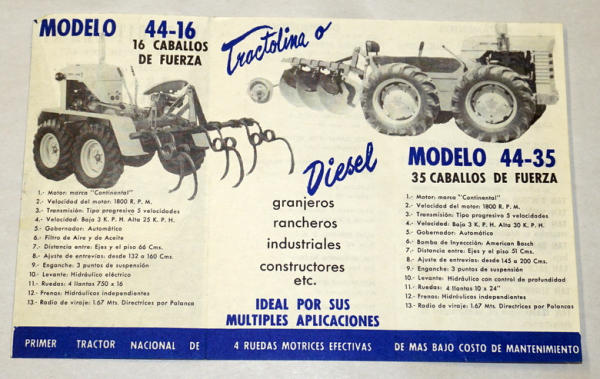 MODELO 44-16
16 CABALLOS
DE FUERZA
1.- Motor: marca "Continental"
2.- Velocidad del motor: 1800 R. P. M.
3.- Transmisión: Tipo progresivo 5 velocidades
4.- Velocidad: Baja 3 K. P. H. Alta 25 K. P. H.
5.- Gobernador: Automático
6.- Filtro de Aire y de Aceite
7.- Distancia entre: Ejes y el piso 66 Cms.
8.- Ajuste de entrevías: desde 132 a 160 Cms.
9.- Enganche: 3 puntos de suspensión
10.- Levante: Hidráulico eléctrico
11.- Ruedas: 4 llantas 750 x 16
12.- Frenos: Hidráulicos independientes
13.- Radio de viraje: 1.67 Mts. Directrices por Palanca
Tractolina o
Diesel
granjeros
rancheros
industriales
constructores
etc.
IDEAL POR SUS
MULTIPLES APLICACIONES
MODELO 44-35
35 CABALLOS DE FUERZA
1.- Motor: marca "Continental"
2.- Velocidad del motor: 1800 R. P. M.
3.- Transmisión: Tipo progresivo 5 velocidades
4.- Velocidad: Baja 3 K. P. H. Alta 30 K. P. H.
5.- Gobernador: Automático
6.- Bomba de Inyeccción: American Bosch
7.- Distancia entre: Ejes y el piso 51 Cms.
8.- Ajuste de entrevías: desde 145 a 200 Cms.
9.- Enganche: 3 puntos de suspensión
10.- Levante: Hidráulico con control de profundidad
11.- Ruedas: 4 llantas 10 x 24"
12.- Frenos: Hidráulicos independientes
13.- Radio de viraje: 1.67 Mts. Directrices por Palancas
PRIMER TRACTOR NACIONAL DE 4 RUEDAS MOTRICES EFECTIVAS DE MAS BAJO COSTO DE MANTENIMIENTO